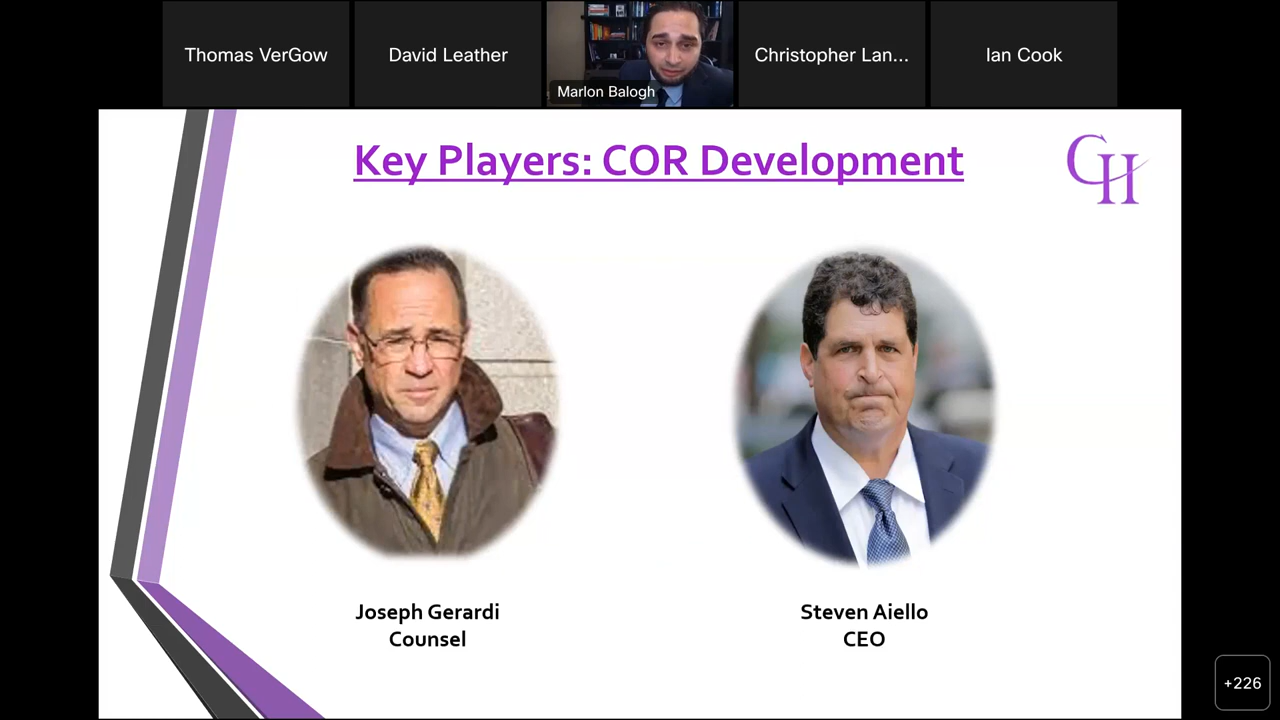 Thomas VerGow
David Leather
Marlon Balogh
Christopher Lan...
Ian Cook
Key Players: COR Development
CH
Joseph Gerardi
Counsel
Steven Aiello
CEO
+226